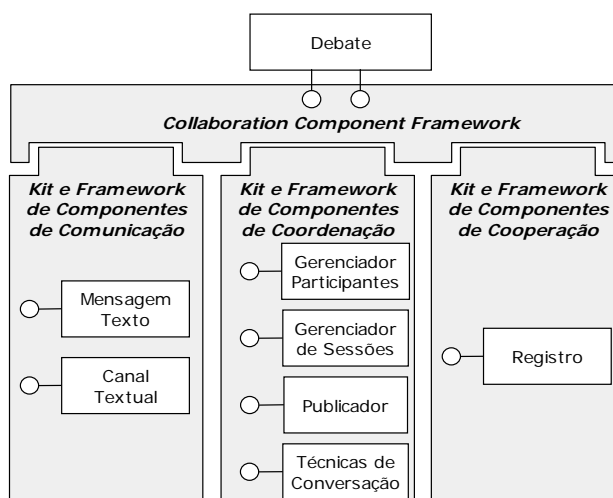 Debate
Collaboration Component Framework
Kit e Framework
de Componentes
de Comunicação
Mensagem
Texto
Canal
Textual
Kit e Framework
de Componentes
de Coordenação
Gerenciador
Participantes
Gerenciador
de Sessões
Publicador
Técnicas de
Conversação
Kit e Framework
de Componentes
de Cooperação
Registro